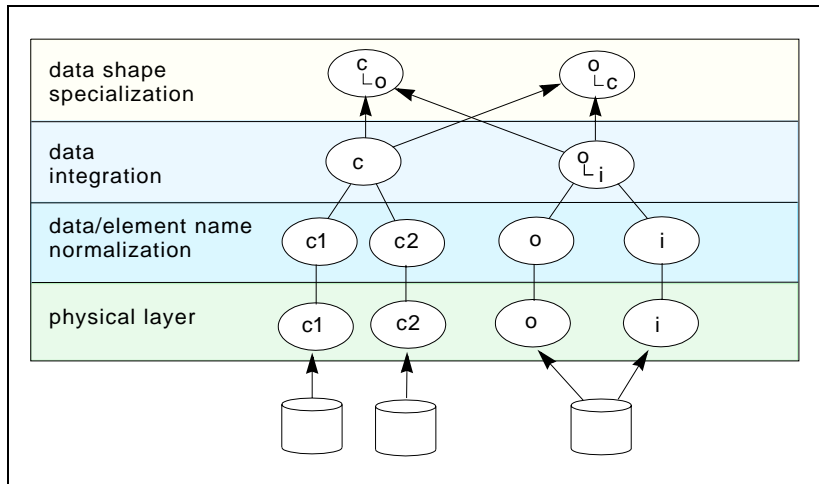 data shape
specialization
c
o
o
c
data
integration
c
o
i
data/element name
normalization
c1
c2
o
i
physical layer
c1
c2
o
i